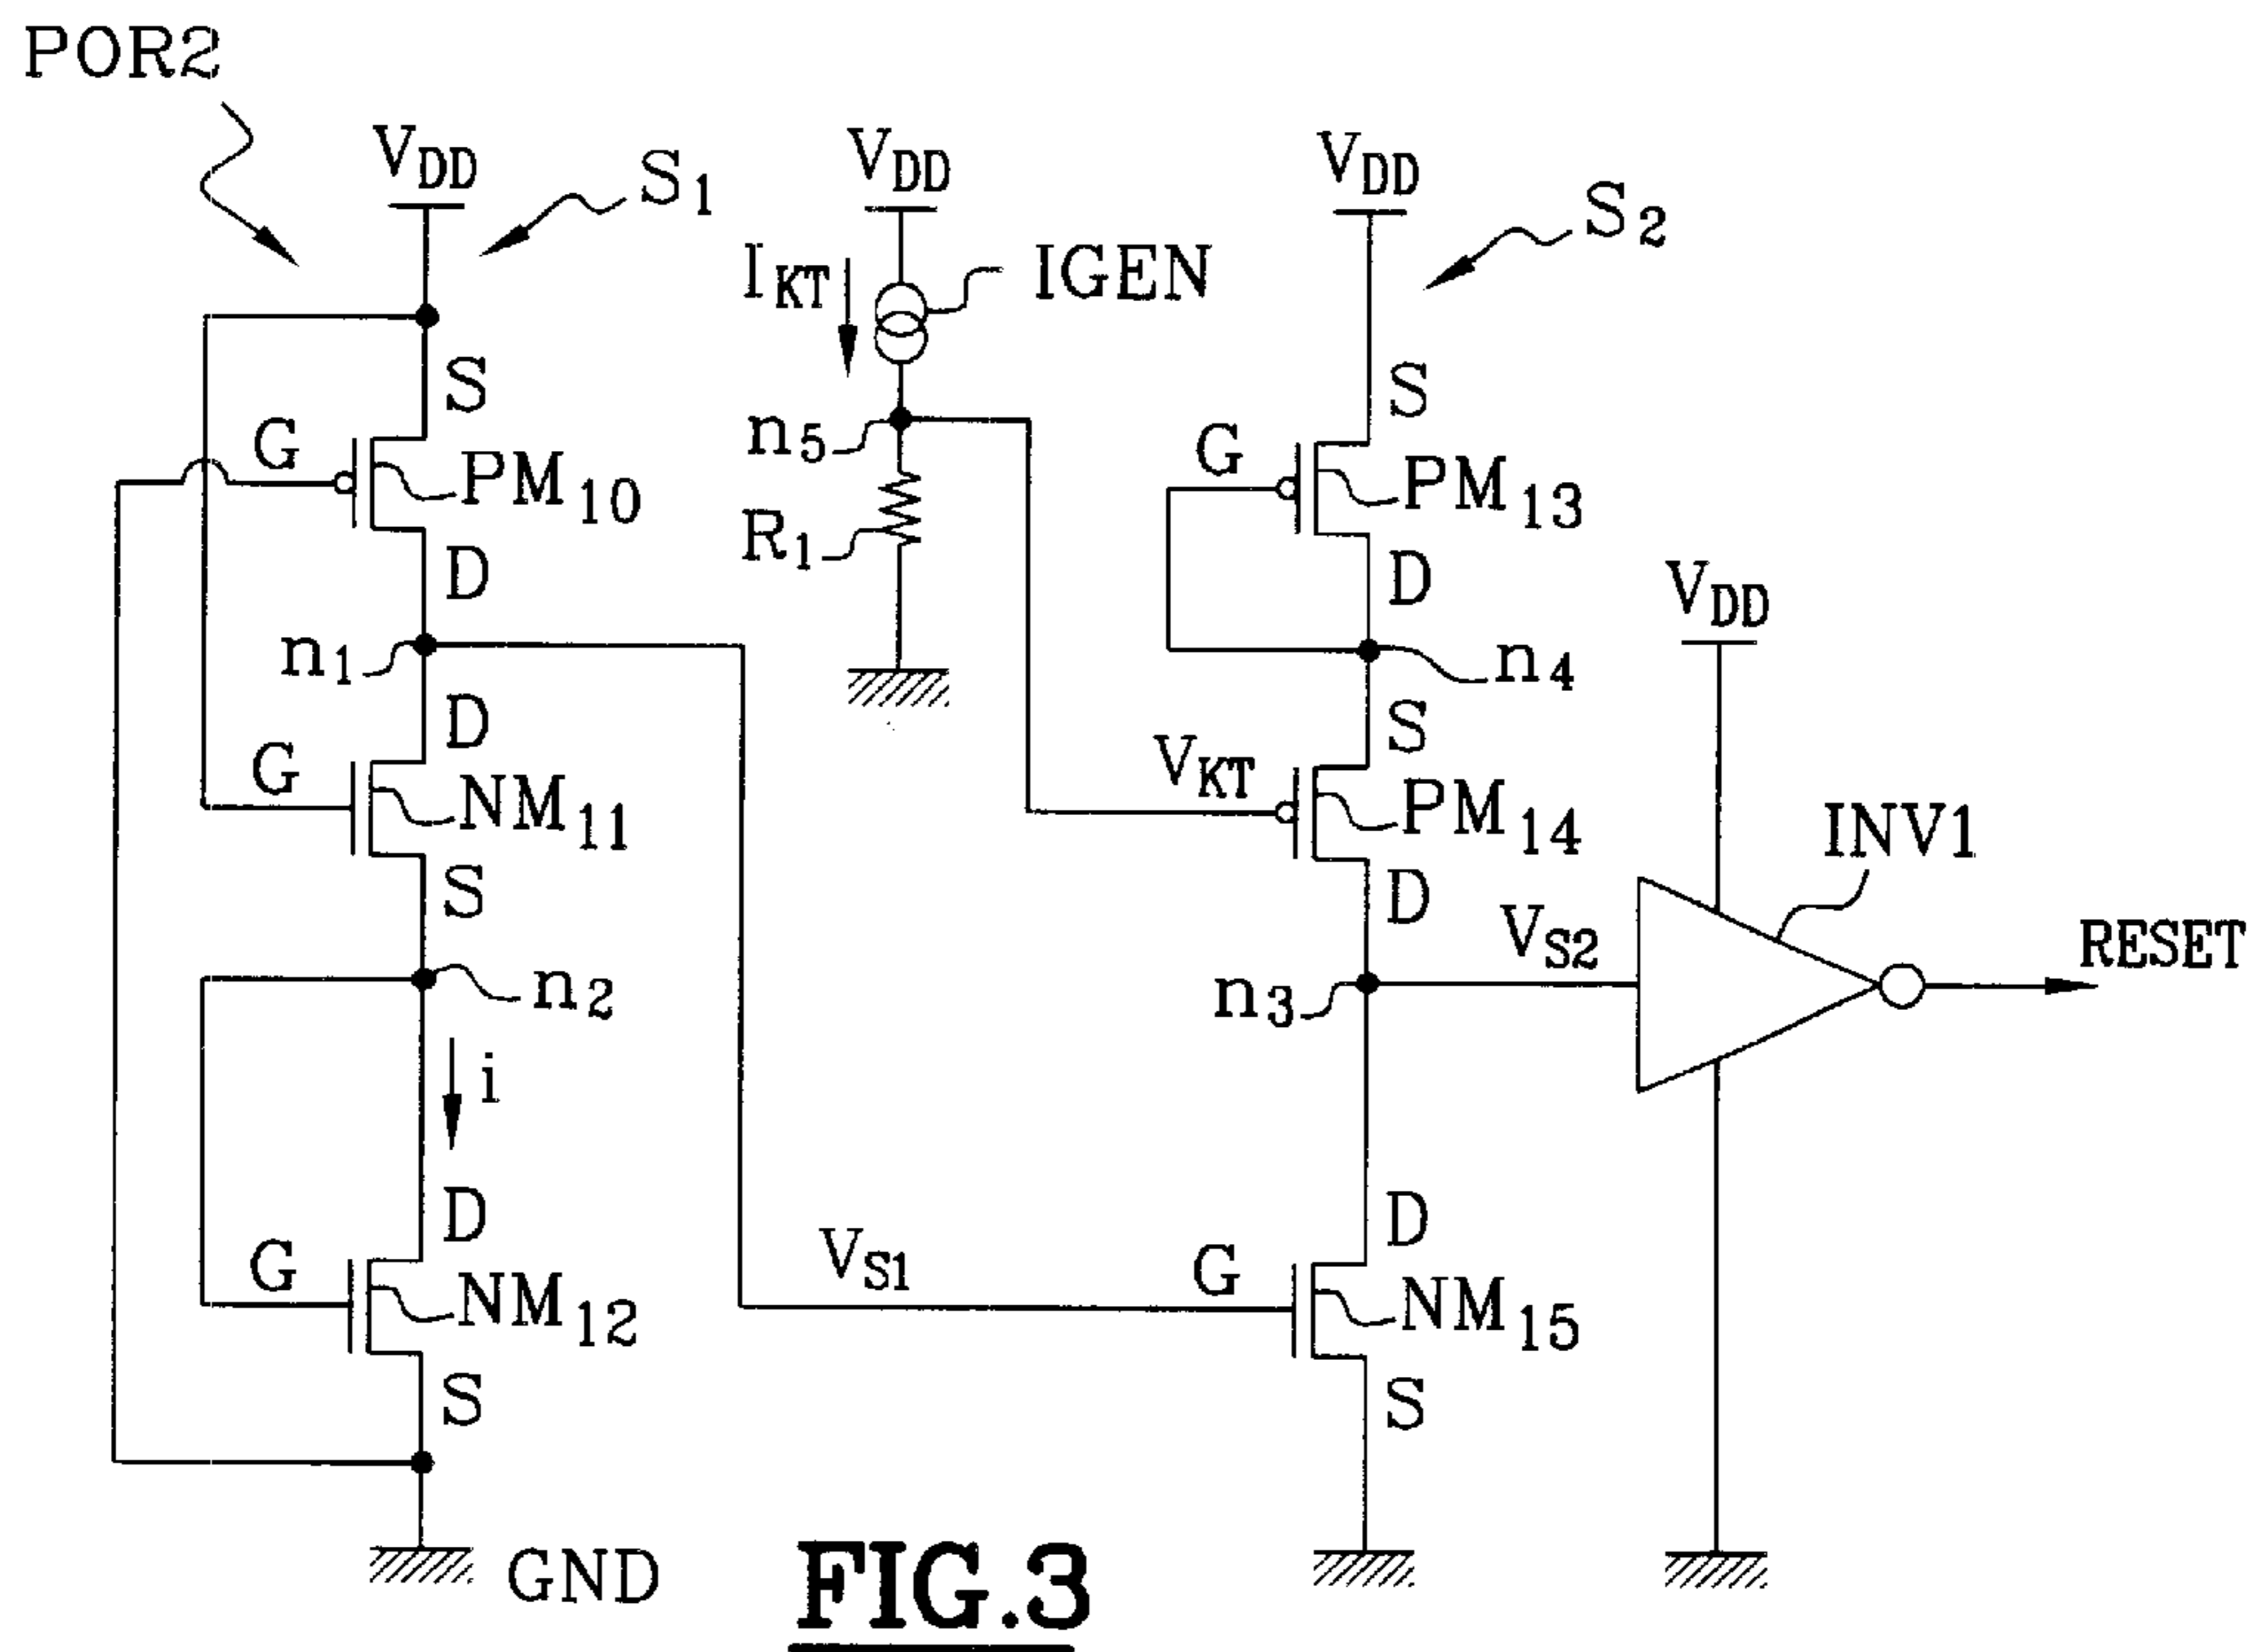 POR2
VDD
S1
VDD
VDD
S2
IKT
IGEN
S
G
PM10
D
n5
R1
S
G
PM13
D
VDD
n1
n4
D
G
NM11
S
S
VKT
PM14
D
INV1
n2
n3
VS2
RESET
i
D
G
NM12
S
VS1
D
G
NM15
S
GND
FIG.3